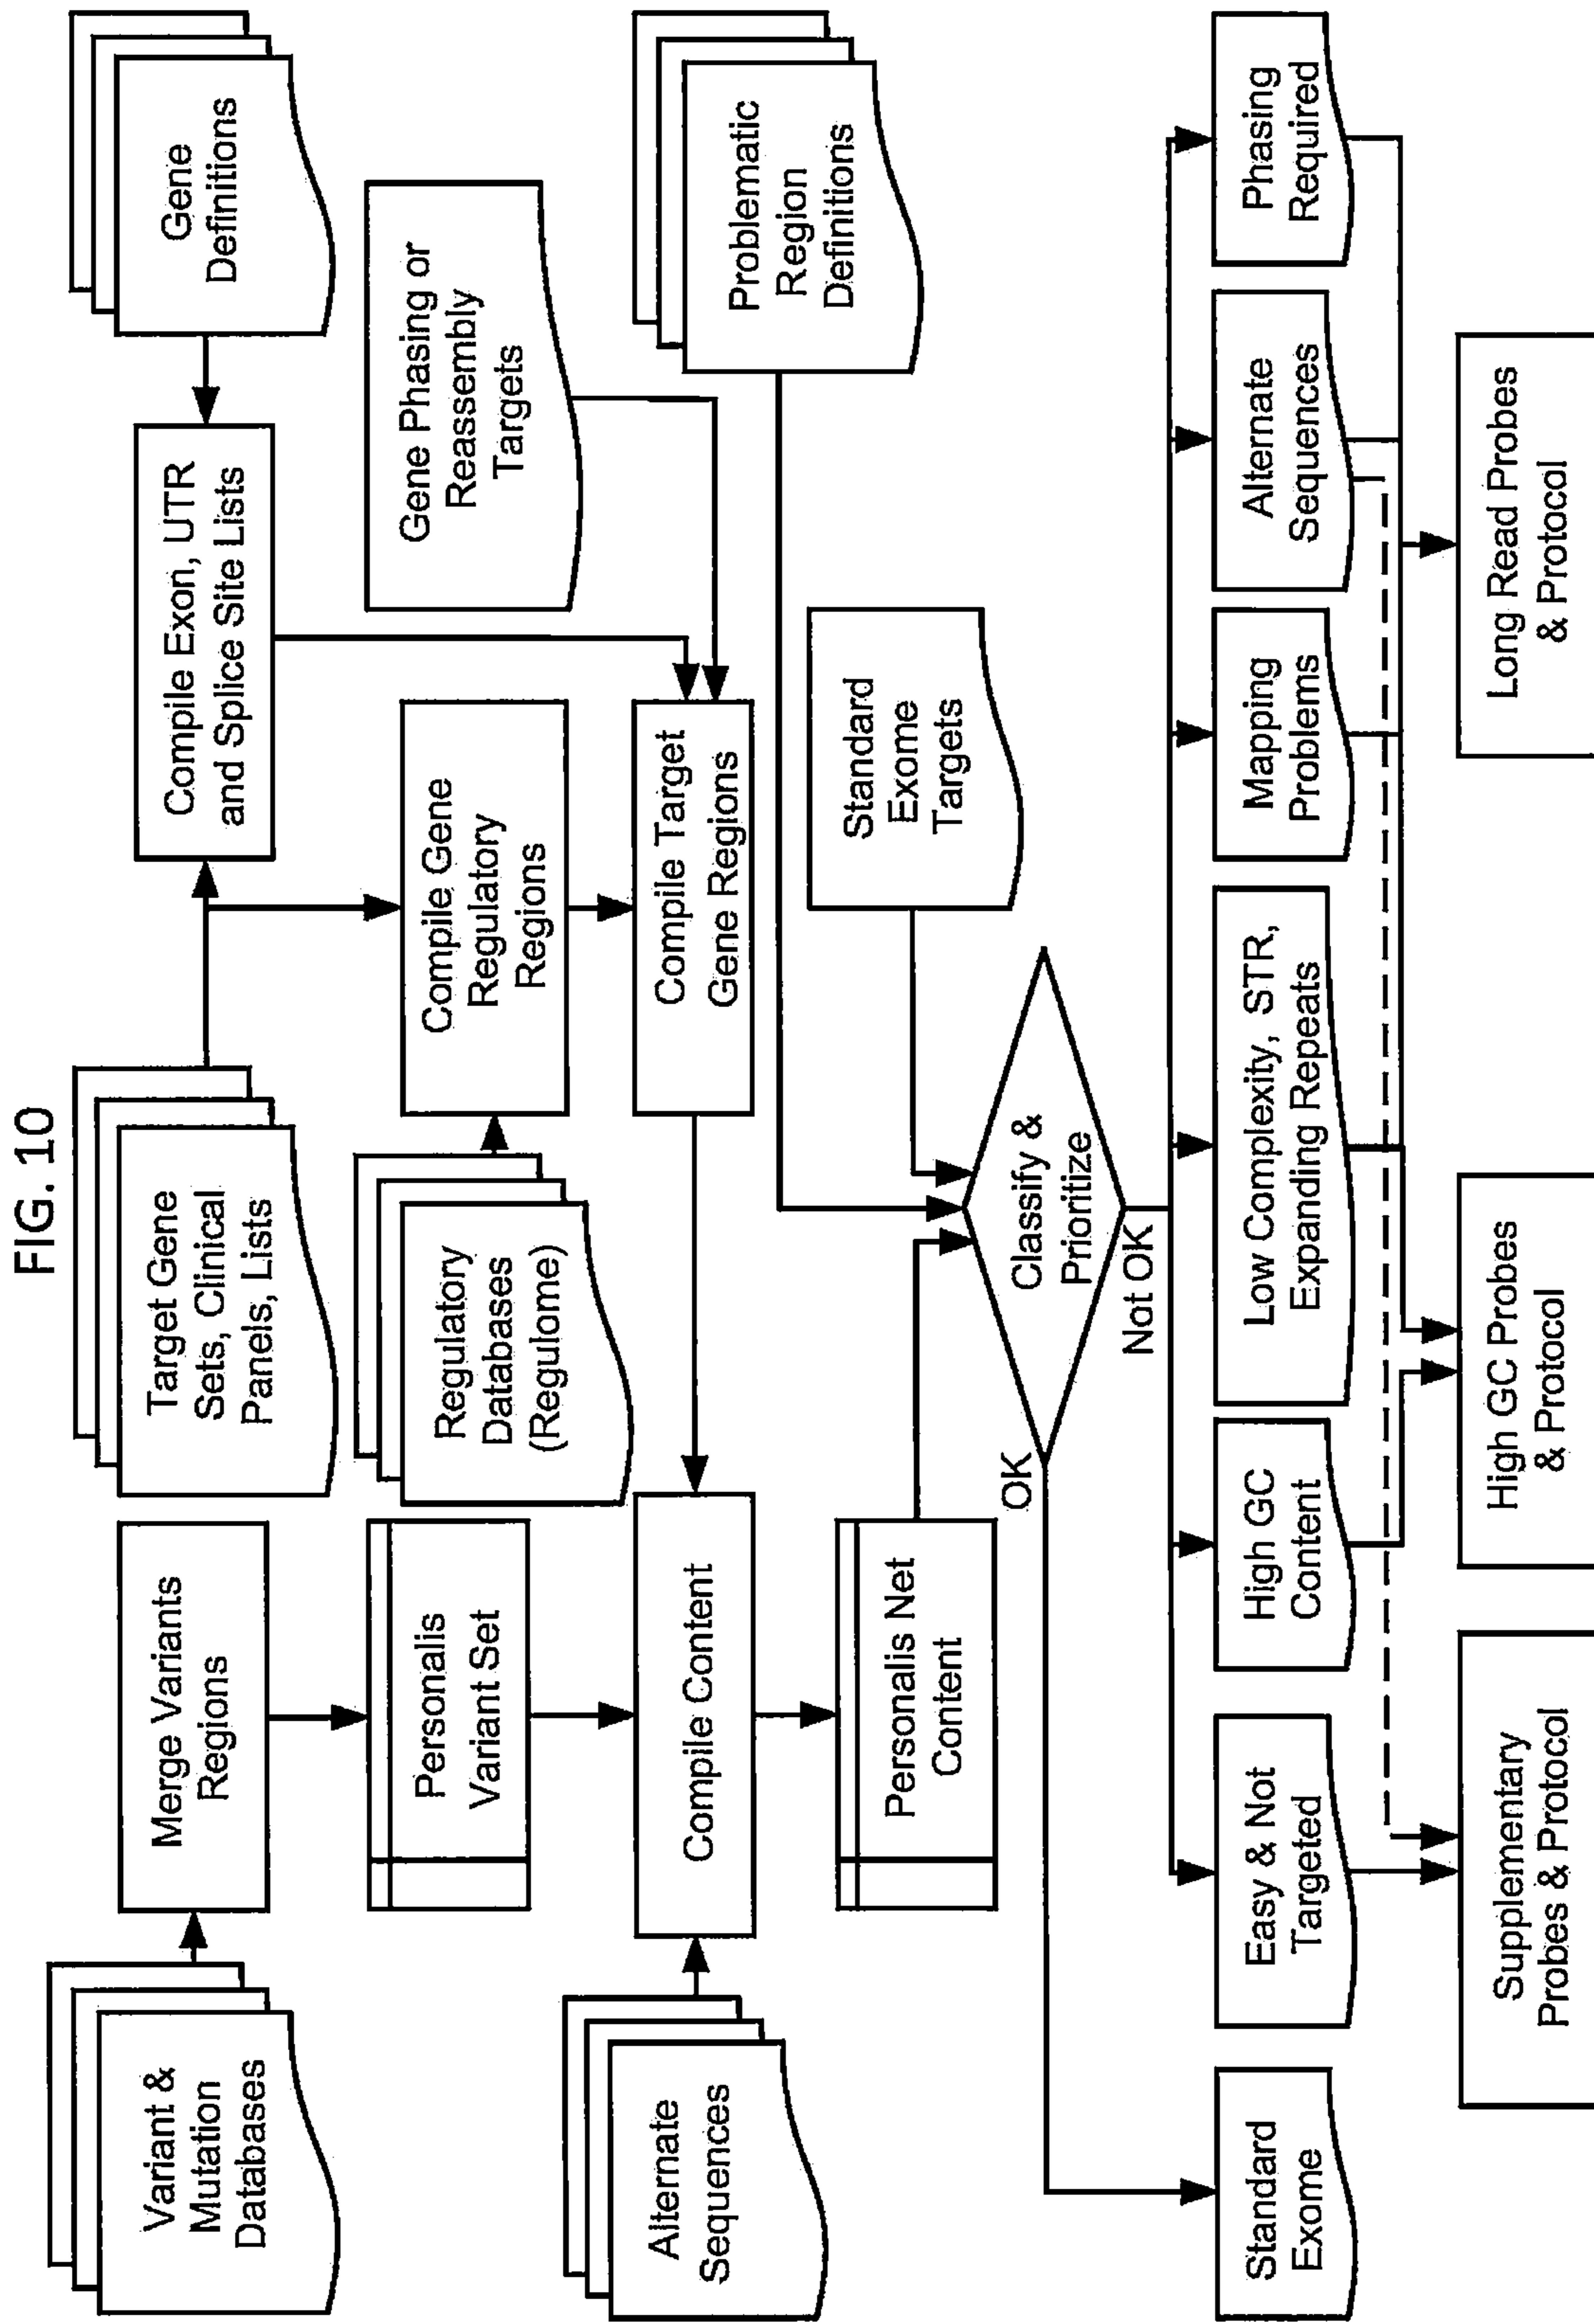 FIG. 10
Variant &
Mutation
Databases
Merge Variants
Regions
Target Gene
Sets, Clinical
Panels, Lists
Compile Exon, UTR
and Splice Site Lists
Gene
Definitions
Personalis
Variant Set
Regulatory
Databases
(Regulome)
Compile Gene
Regulatory
Regions
Gene Phasing or
Reassembly
Targets
Alternate
Sequences
Compile Content
Compile Target
Gene Regions
Problematic
Region
Definitions
Personalis Net
Content
Standard
Exome
Targets
Classify &
Prioritize
OK
Not OK
Standard
Exome
Easy & Not
Targeted
High GC
Content
Low Complexity, STR,
Expanding Repeats
Mapping
Problems
Alternate
Sequences
Phasing
Required
Supplementary
Probes & Protocol
High GC Probes
& Protocol
Long Read Probes
& Protocol